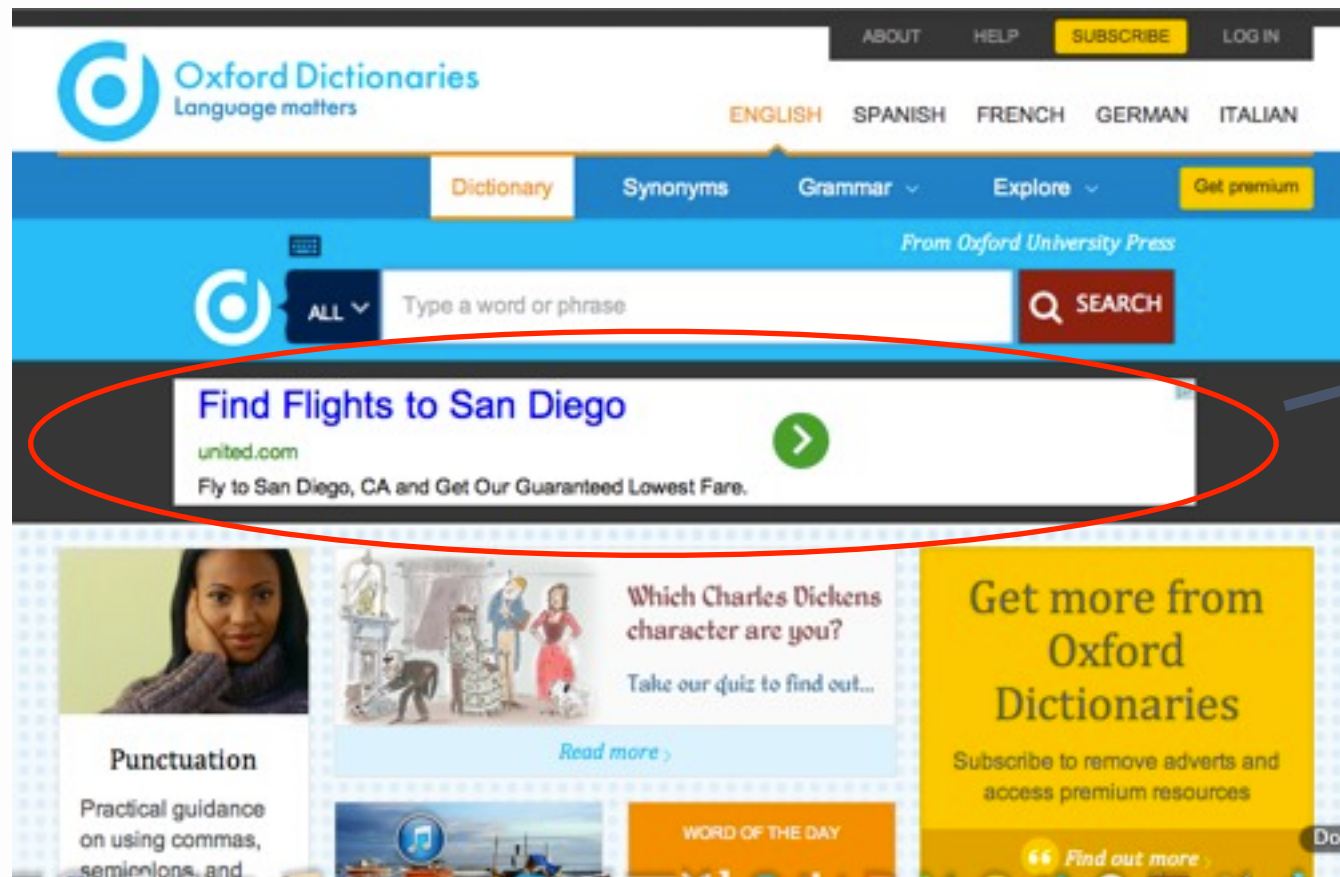 ABOUT HELP SUBSCRIBE LOG IN
Oxford Dictionaries
Language matters
ENGLISH SPANISH FRENCH GERMAN ITALIAN
Dictionary Synonyms Grammar Explore Get premium
From Oxford University Press
ALL Type a word or phrase SEARCH
Find Flights to San Diego
united.com
Fly to San Diego, CA and Get Our Guaranteed Lowest Fare.
Punctuation
Practical guidance
on using commas,
semicolons, and
Which Charles Dickens
character are you?
Take our quiz to find out...
Read more
WORD OF THE DAY
Get more from
Oxford
Dictionaries
Subscribe to remove adverts and
access premium resources
Find out more
Do